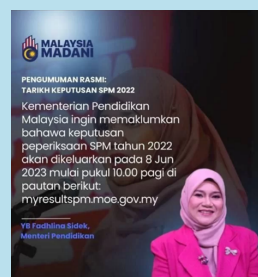 MALAYSIA
MADANI
PENGUMUMAN RASMI:
TARIKH KEPUTUSAN SPM 2022
Kementerian Pendidikan
Malaysia ingin memaklumkan
bahawa keputusan
peperiksaan SPM tahun 2022
akan dikeluarkan pada 8 Jun
2023 mulai pukul 10.00 pagi di
pautan berikut:
myresultspm.moe.gov.my
YB Fadhlina Sidek,
Menteri Pendidikan